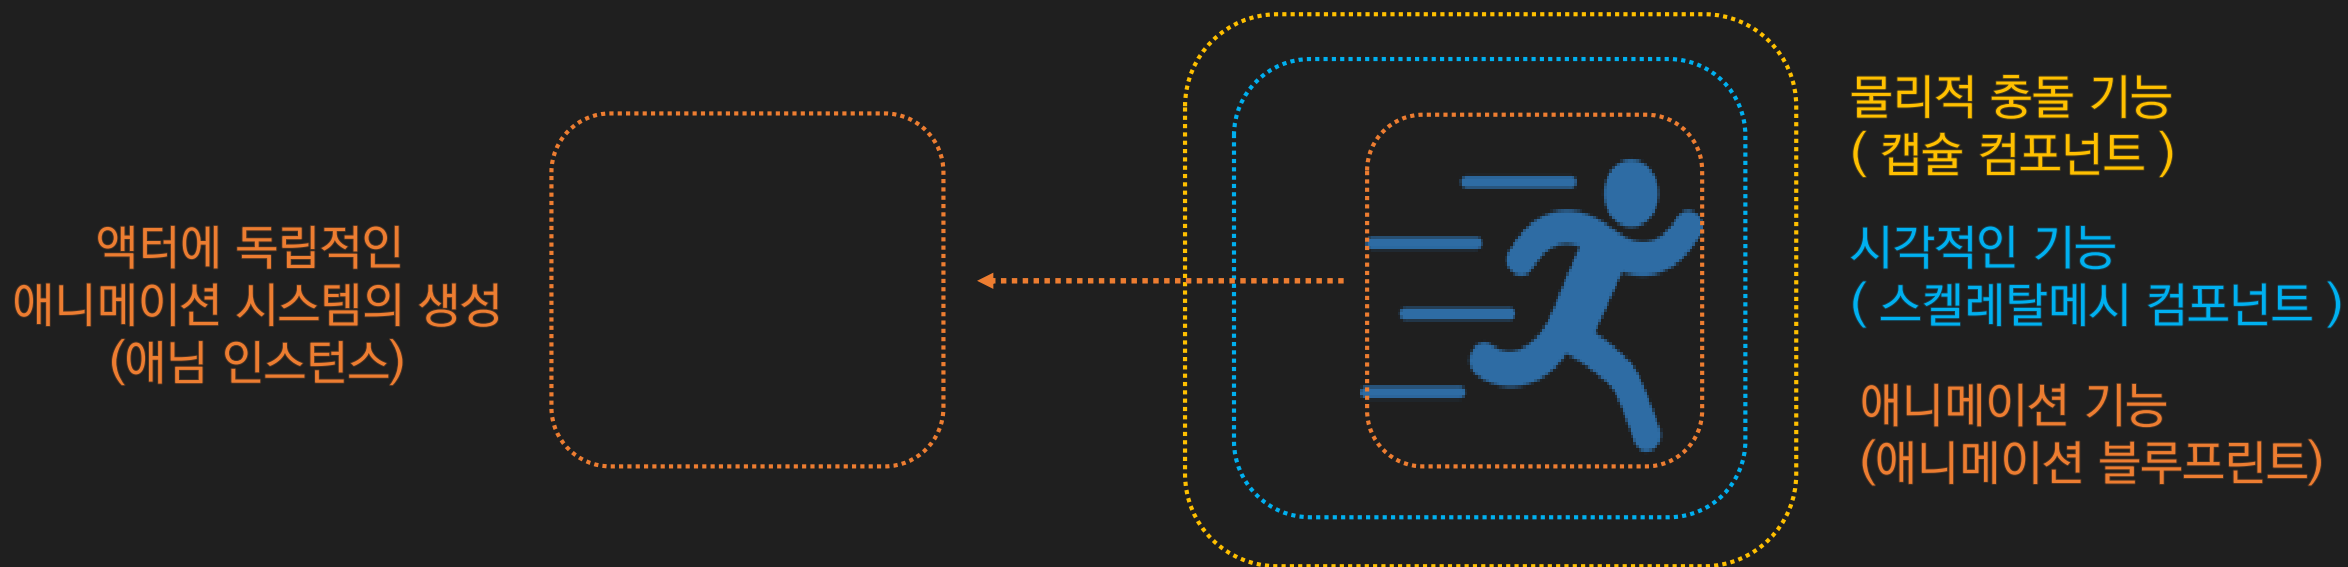 액터에 독립적인
애니메이션 시스템의 생성
(애님 인스턴스)
물리적 충돌 기능
( 캡슐 컴포넌트 )
시각적인 기능
( 스켈레탈메시 컴포넌트 )
애니메이션 기능
(애니메이션 블루프린트)